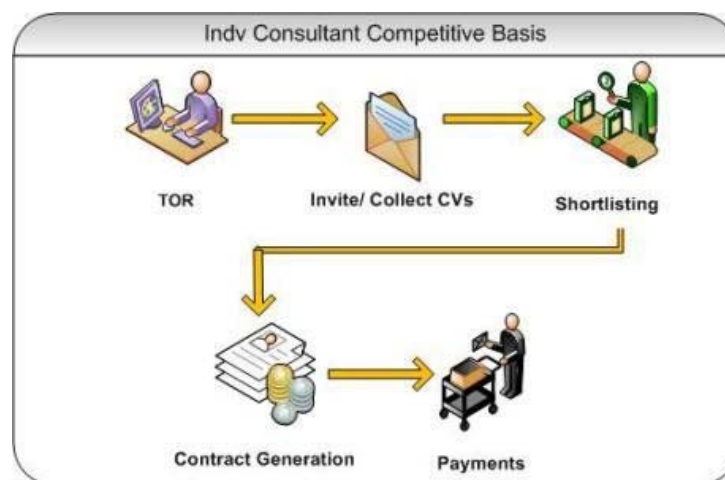 Indv Consultant Competitive Basis
TOR
Invite/ Collect CVs
Shortlisting
Contract Generation
Payments